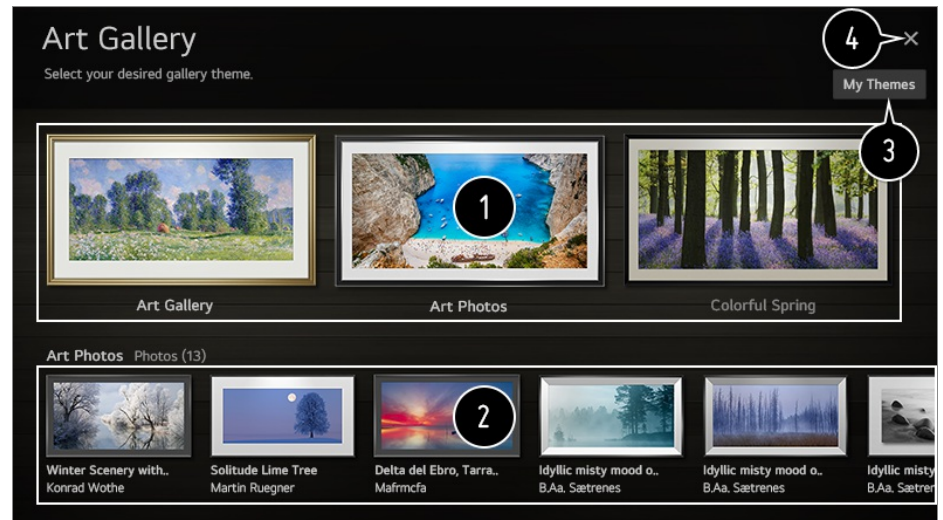 Art Gallery
4
Select your desired gallery theme.
My Themes
3
1
Art Gallery
Art Photos
Colorful Spring
Art Photos Photos (13)
2
Winter Scenery with..
Konrad Wothe
Solitude Lime Tree
Martin Ruegner
Delta del Ebro, Tarra..
Mafrmcfa
Idyllic misty mood o..
B.Aa. Sætrenes
Idyllic misty mood o..
B.Aa. Sætrenes
Idyllic misty
B.Aa. Sætren